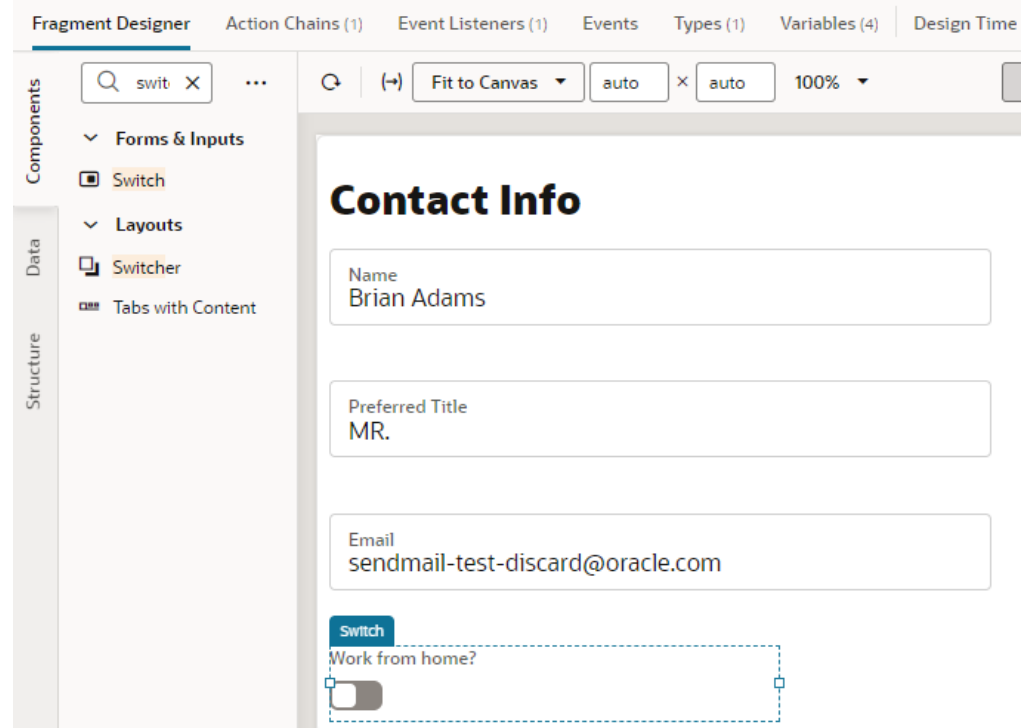 Fragment Designer Action Chains (1) Event Listeners (1) Events Types (1) Variables (4) Design Time
Components
Data
Structure
swit
Forms & Inputs
Switch
Layouts
Switcher
Tabs with Content
Fit to Canvas auto × auto 100%
Contact Info
Name
Brian Adams
Preferred Title
MR.
Email
sendmail-test-discard@oracle.com
Switch
Work from home?